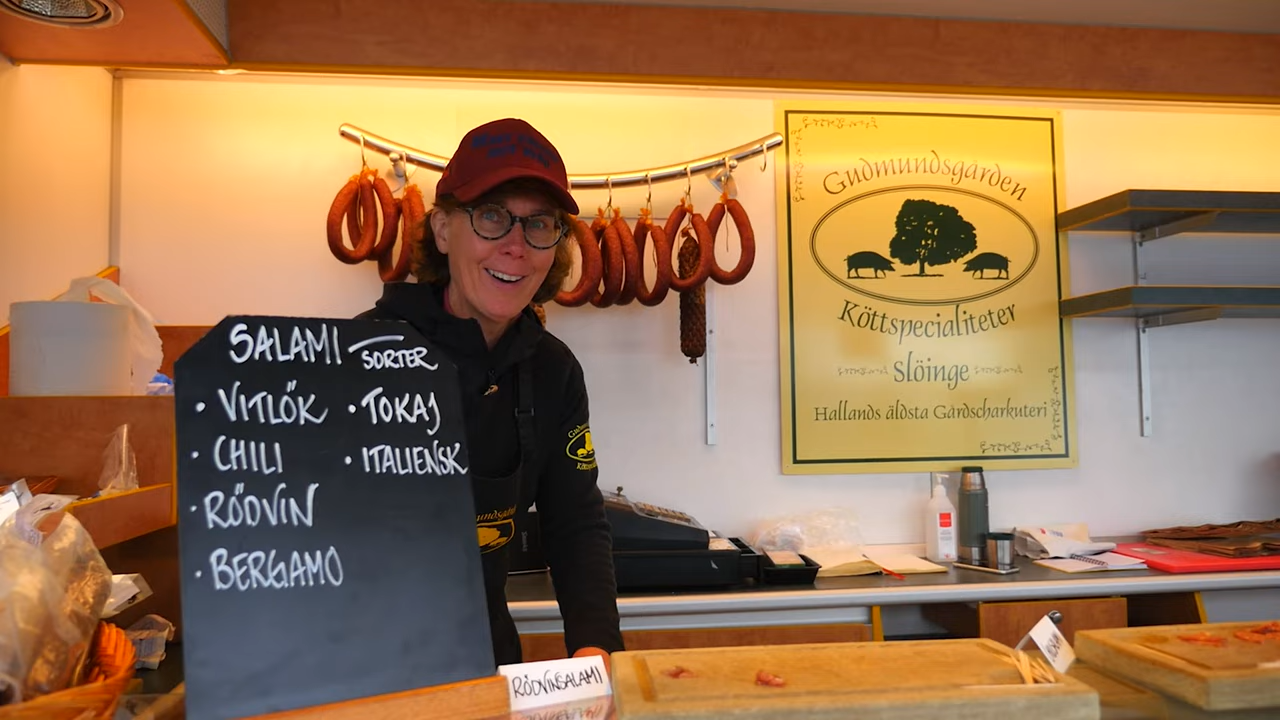 SALAMI
SORTER
• VITLÖK
• CHILI
• RÖDVIN
• BERGAMO
• TOKAJ
• ITALIENSK
RÖDVINSALAMI
Gudmundsgården
Köttspecialiteter
Slöinge
Hallands äldsta Gårdscharkuteri